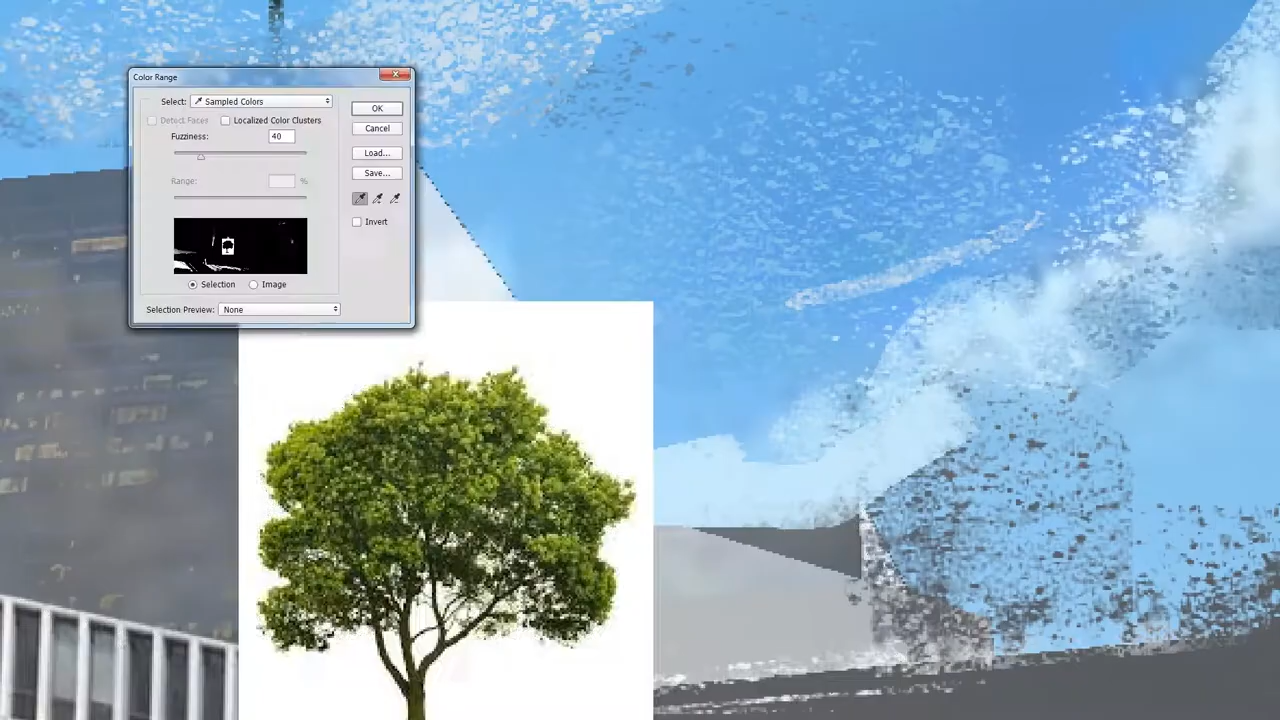 Color Range
Select: Sampled Colors
OK
Detect Faces
Localized Color Clusters
Cancel
Fuzziness: 40
Load...
Save...
Range: %
Invert
Selection
Image
Selection Preview: None